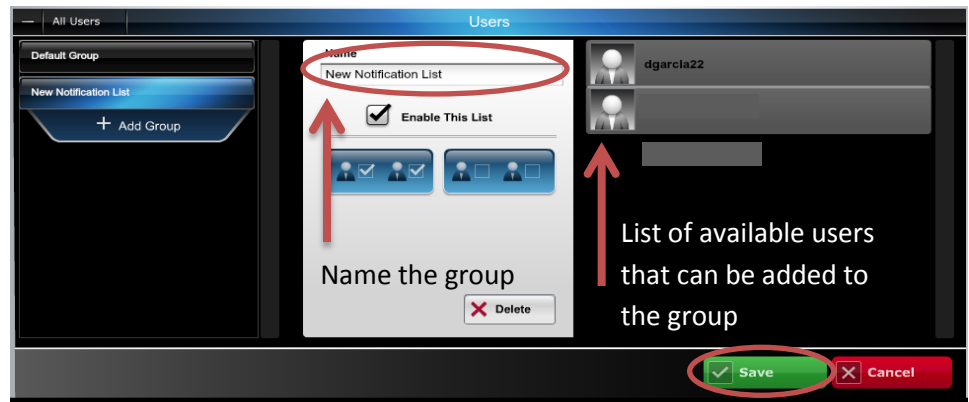 All Users
Users
Default Group
New Notification List
+ Add Group
Name
New Notification List
Enable This List
Name the group
Delete
dgarcia22
List of available users
that can be added to
the group
Save
Cancel